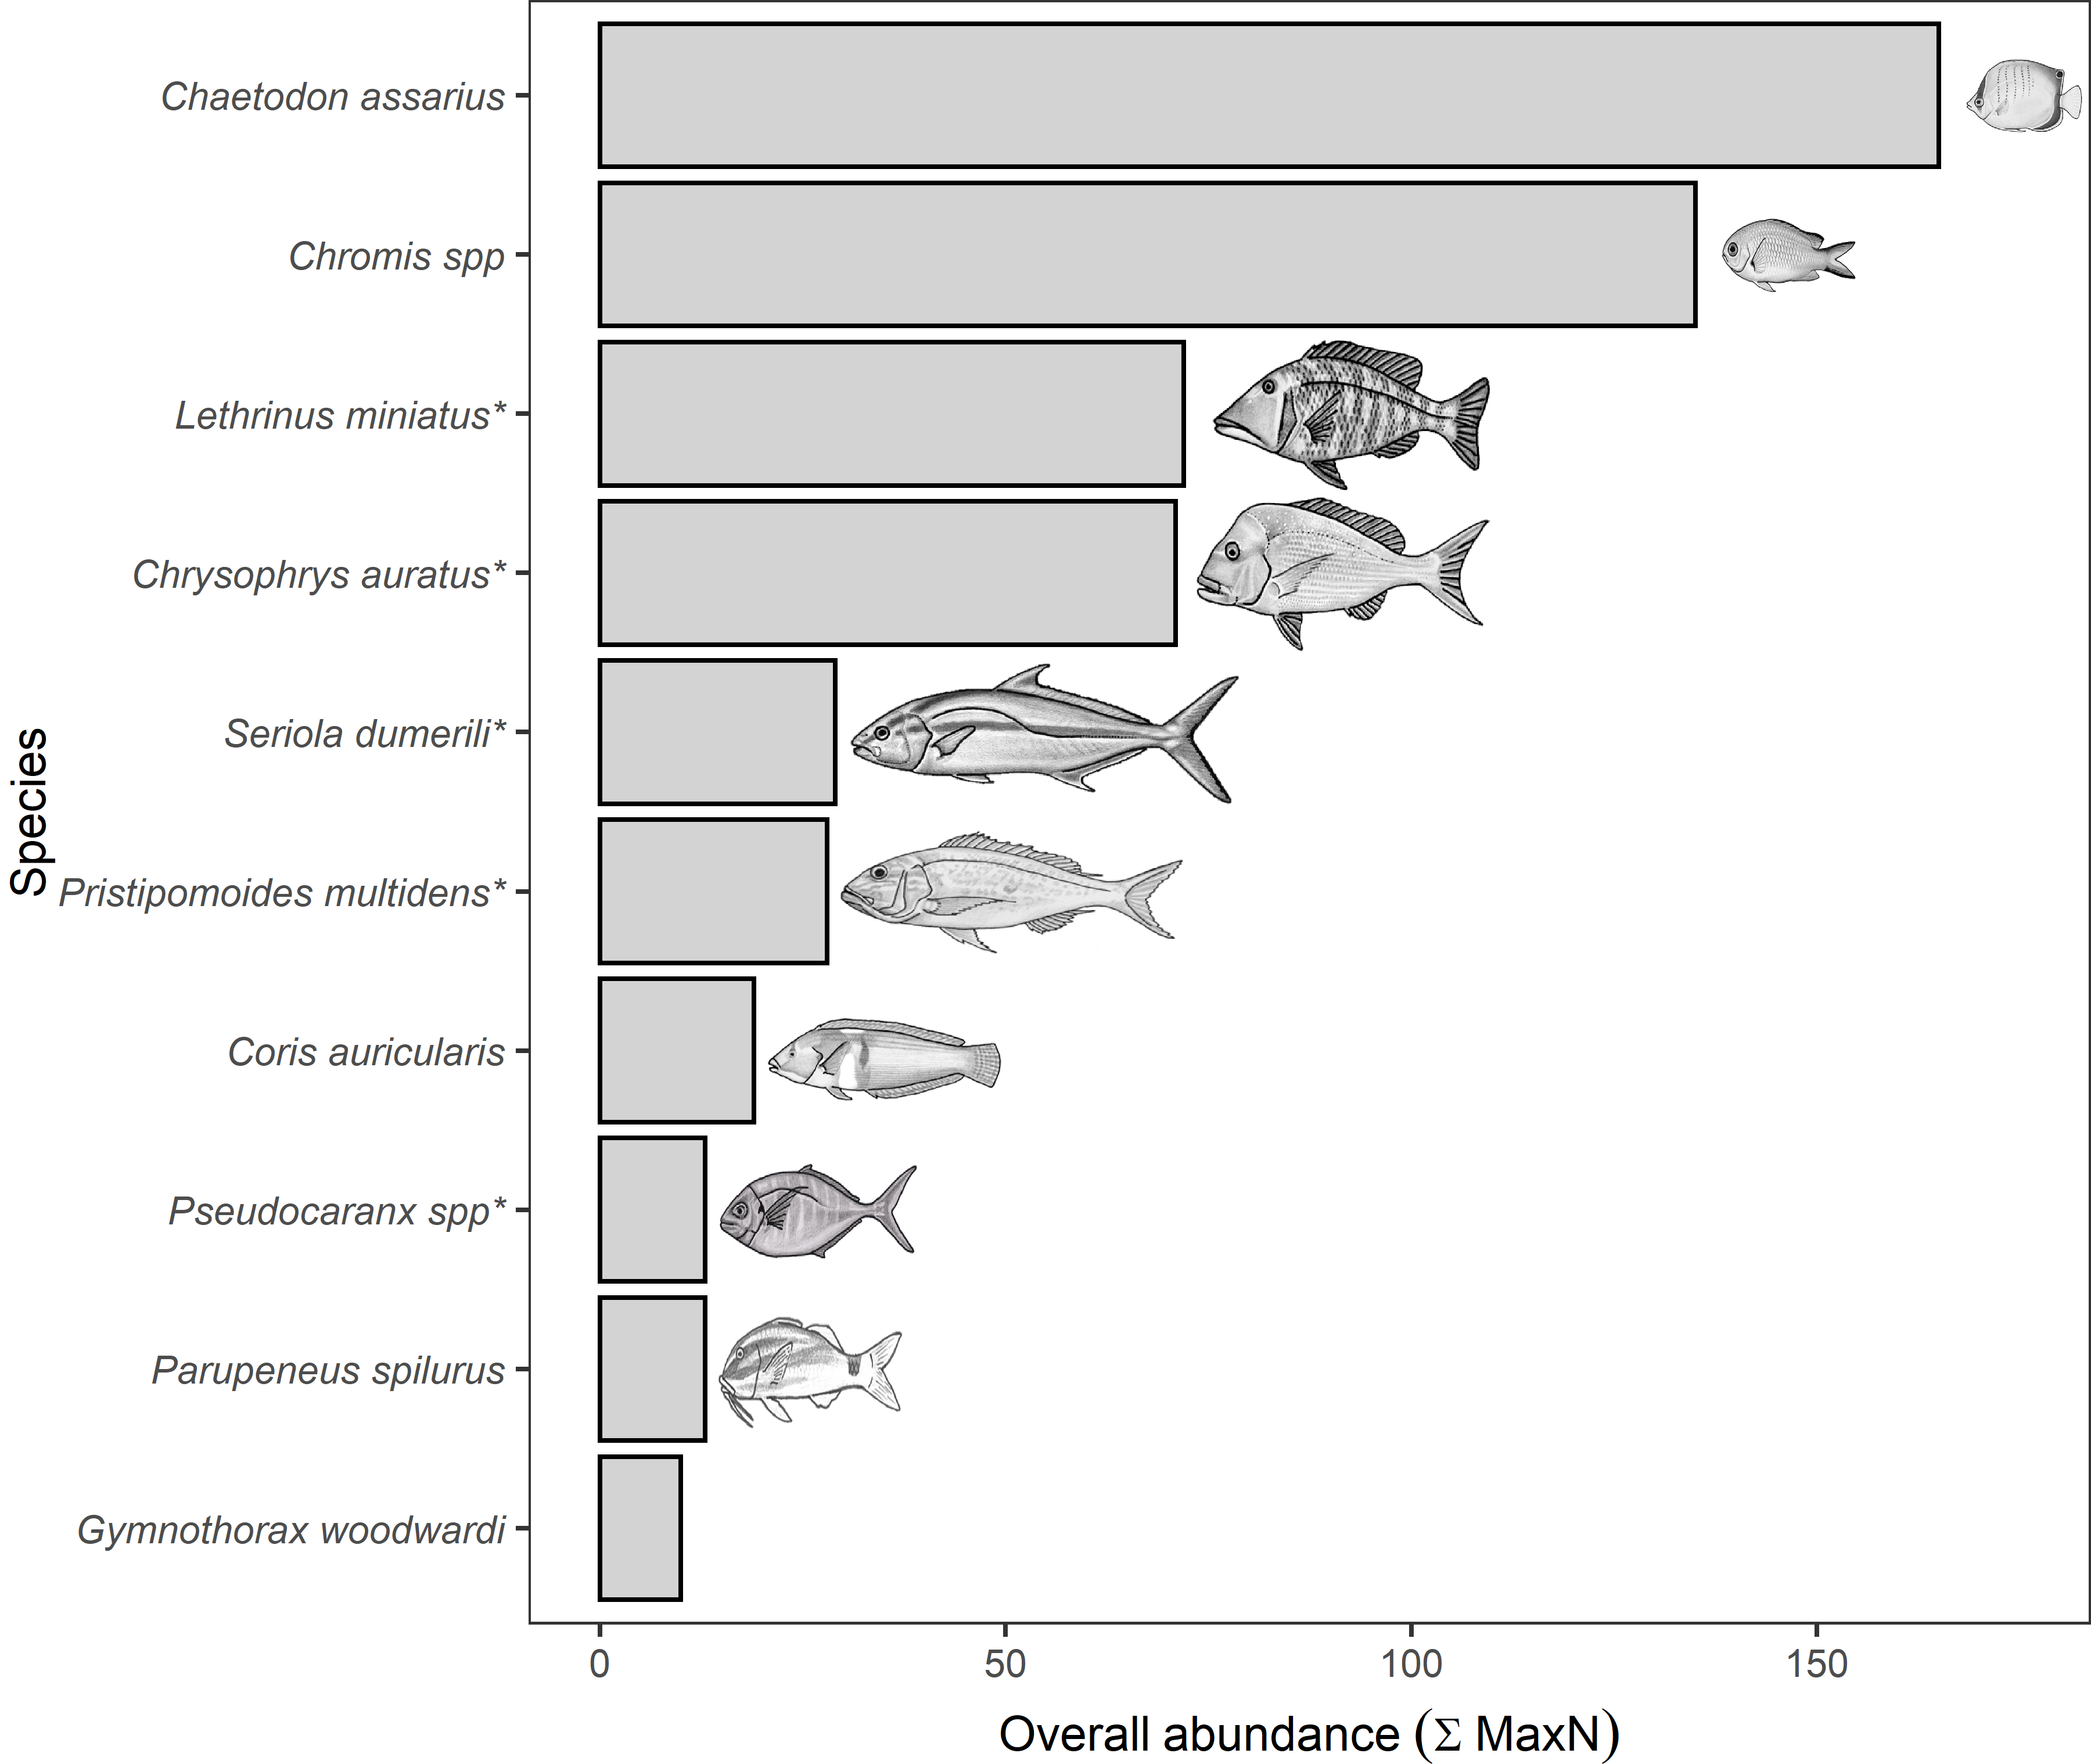 Chaetodon assarius
Chromis spp
Lethrinus miniatus*
Chrysophrys auratus*
Seriola dumerili*
Pristipomoides multidens*
Coris auricularis
Pseudocaranx spp*
Parupeneus spilurus
Gymnothorax woodwardi
Species
0 50 100 150
Overall abundance (Σ MaxN)